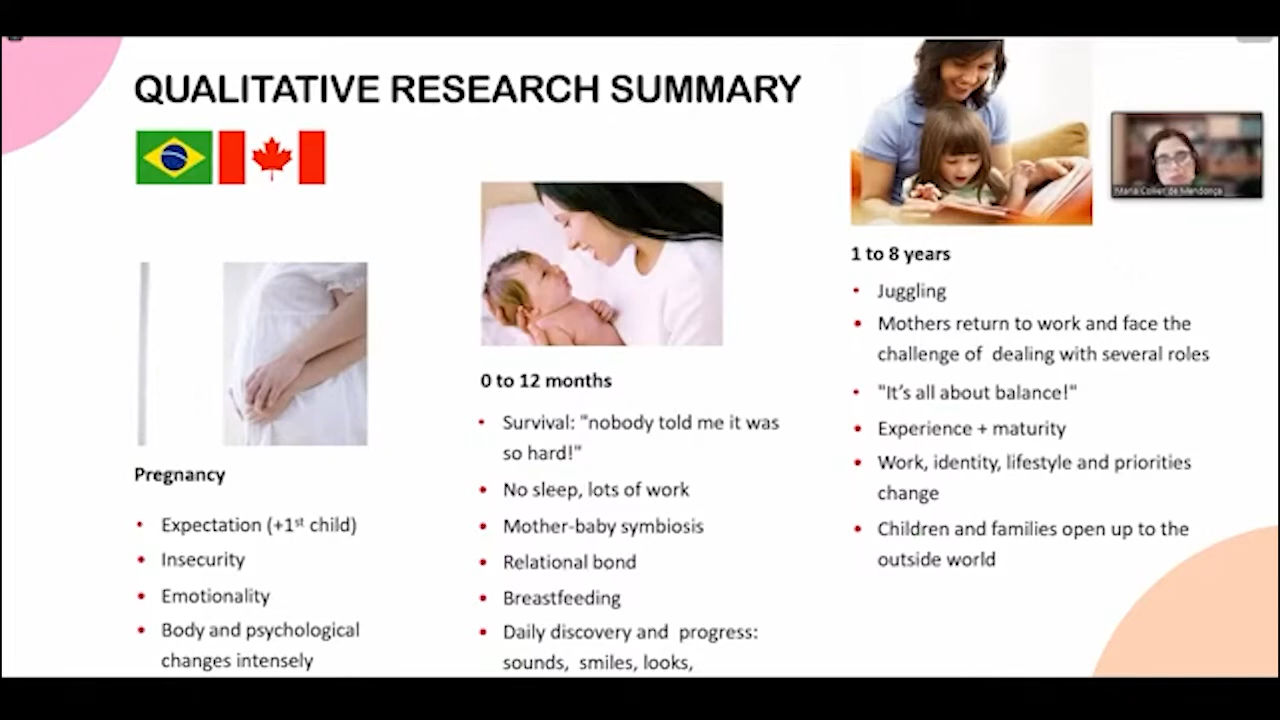 QUALITATIVE RESEARCH SUMMARY
Maria Collier de Mendonça
Pregnancy
• Expectation (+1st child)
• Insecurity
• Emotionality
• Body and psychological
changes intensely
0 to 12 months
• Survival: "nobody told me it was
so hard!"
• No sleep, lots of work
• Mother-baby symbiosis
• Relational bond
• Breastfeeding
• Daily discovery and progress:
sounds, smiles, looks,
1 to 8 years
• Juggling
• Mothers return to work and face the
challenge of dealing with several roles
• "It's all about balance!"
• Experience + maturity
• Work, identity, lifestyle and priorities
change
• Children and families open up to the
outside world